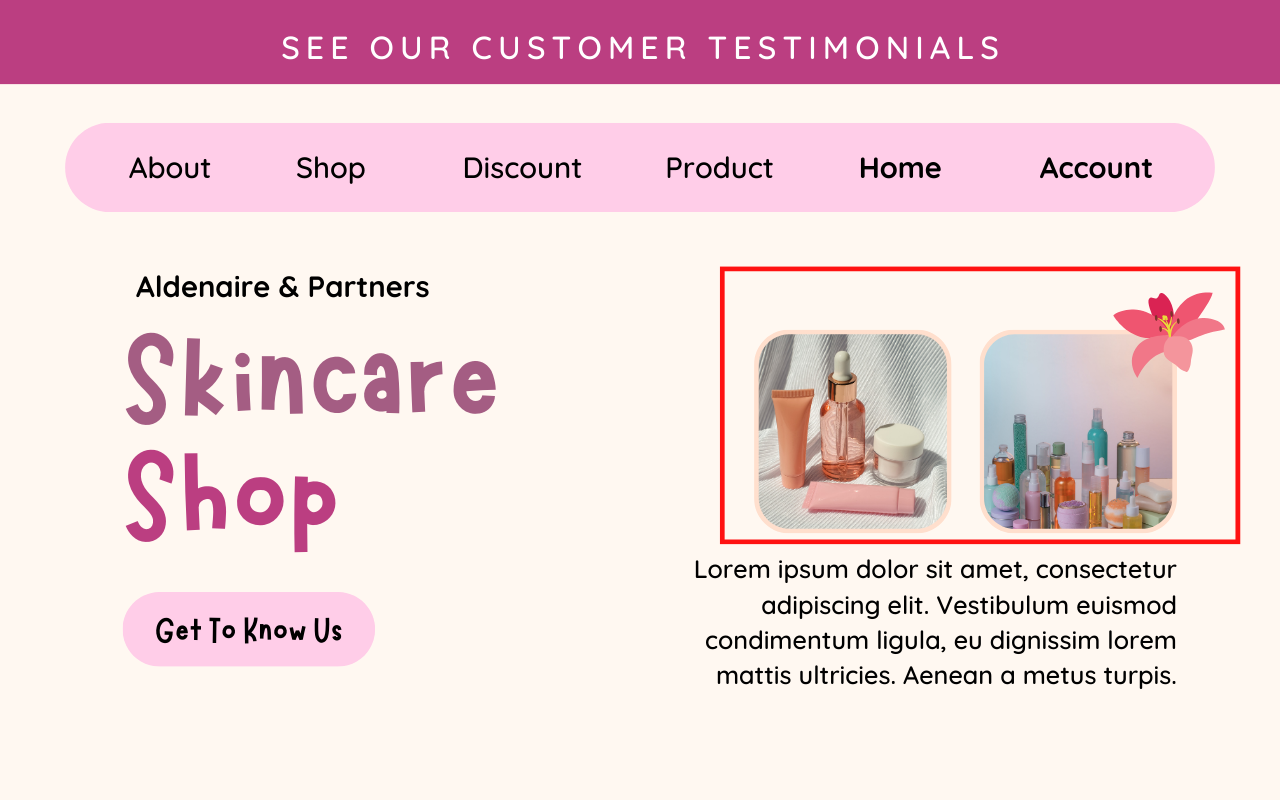 SEE OUR CUSTOMER TESTIMONIALS
About Shop Discount Product Home Account
Aldenaire & Partners
Skincare
Shop
Get To Know Us
Lorem ipsum dolor sit amet, consectetur
adipiscing elit. Vestibulum euismod
condimentum ligula, eu dignissim lorem
mattis ultricies. Aenean a metus turpis.